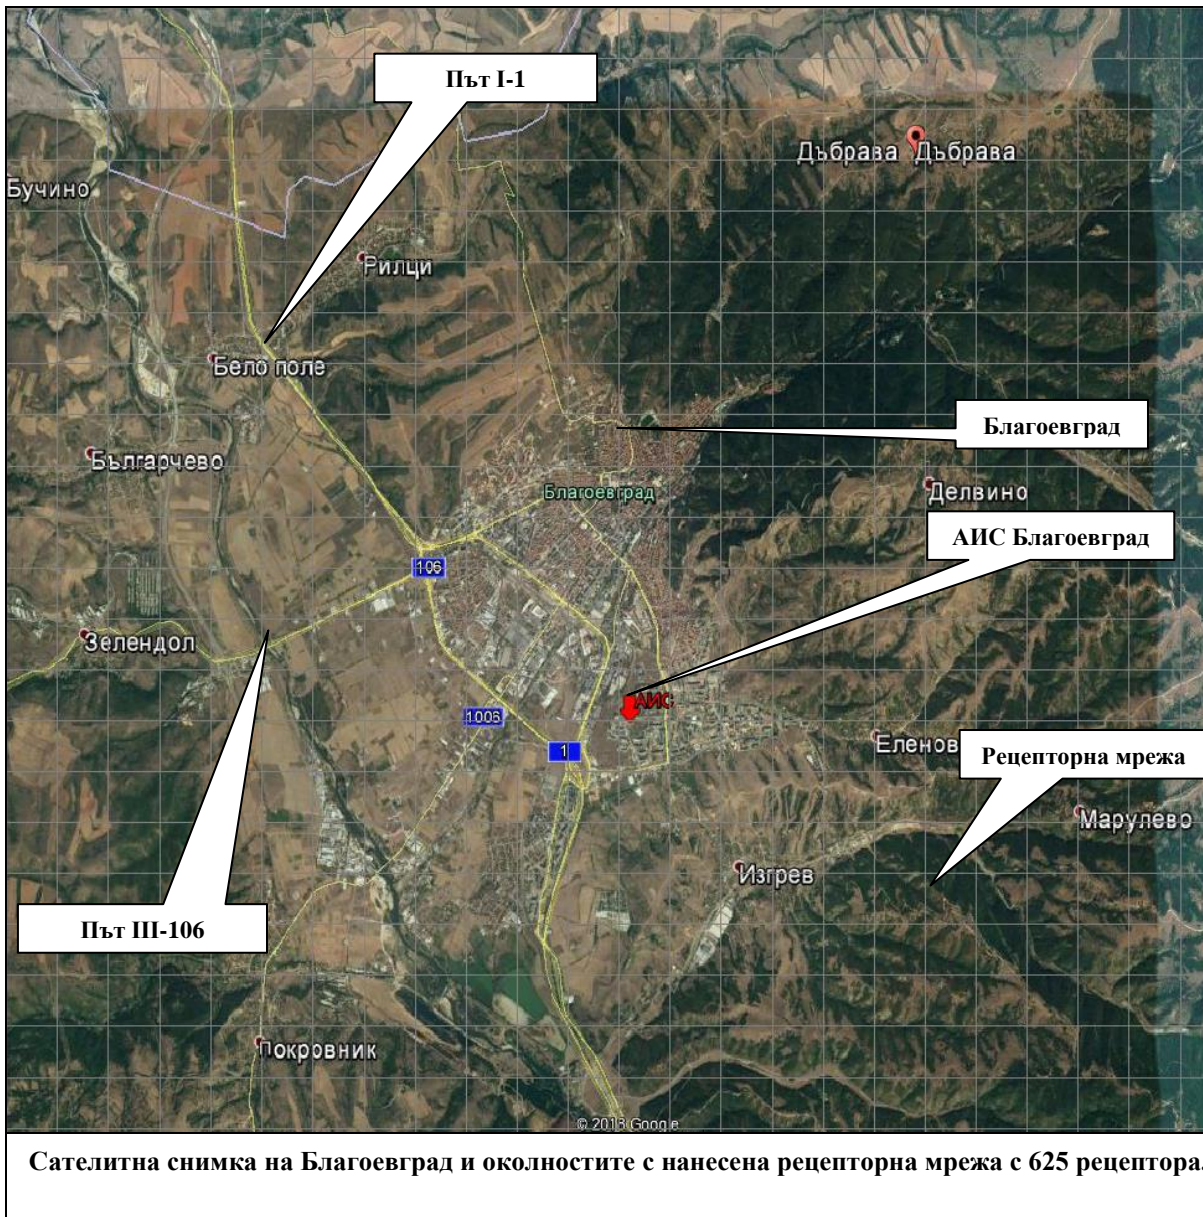 Път I-1
Дъбрава Дъбрава
Бучино
Рилци
Бело поле
Благоевград
Българчево
Делвино
Благоевград
АИС Благоевград
106
Зелендол
АИС
1006
1
Рецепторна мрежа
Марулево
Изгрев
Път III-106
Покровник
Google
Сателитна снимка на Благоевград и околностите с нанесена рецепторна мрежа с 625 рецептора.